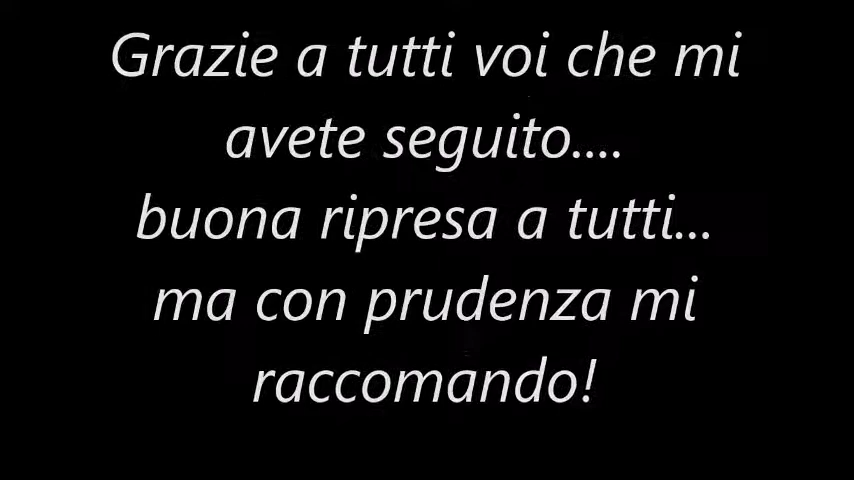 Grazie a tutti voi che mi
avete seguito....
buona ripresa a tutti...
ma con prudenza mi
raccomando!